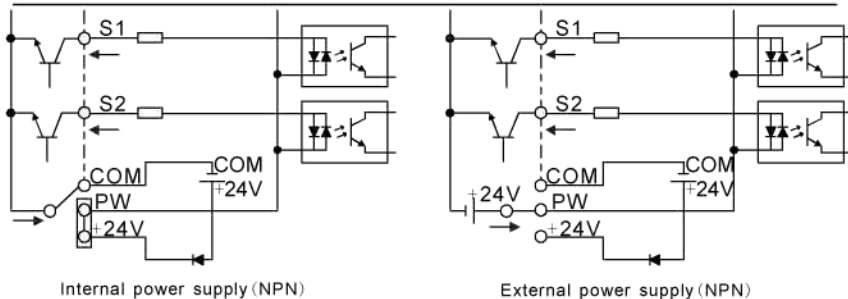 S1
S2
COM
COM
+24V
PW
+24V
Internal power supply(NPN)
S1
S2
COM
COM
+24V
+24V
PW
+24V
External power supply(NPN)